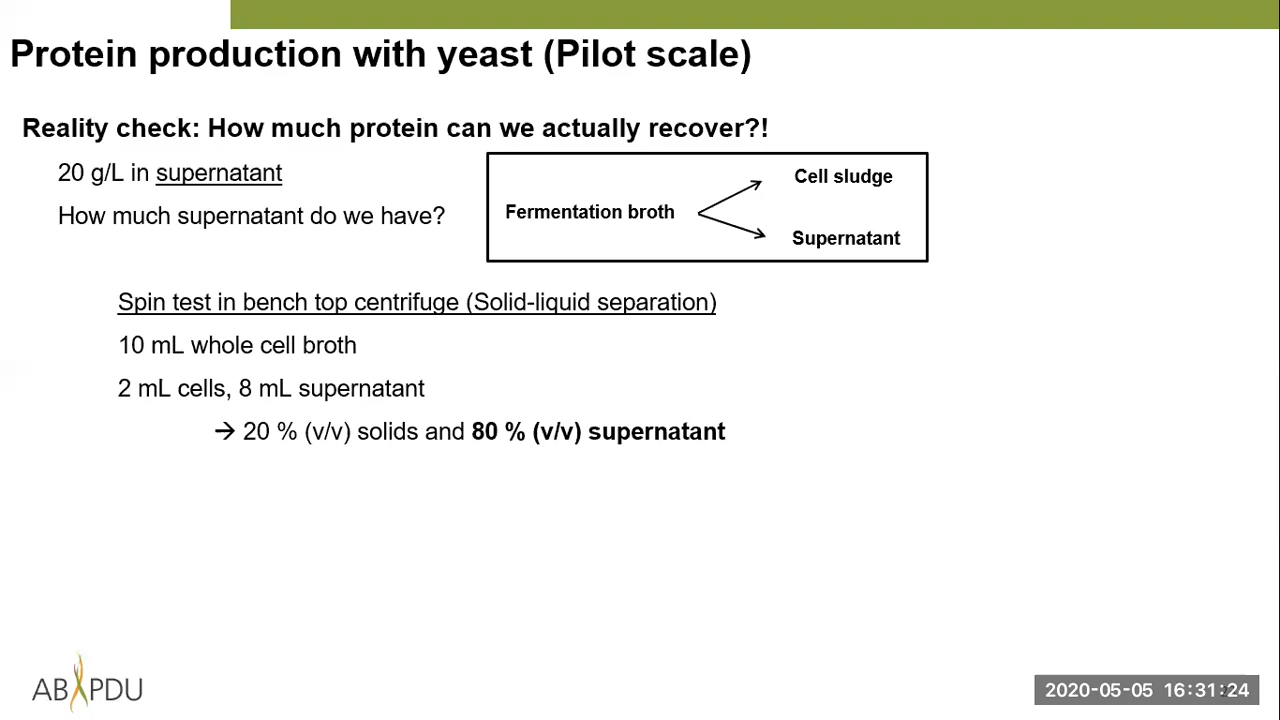 Protein production with yeast (Pilot scale)
Reality check: How much protein can we actually recover?!
20 g/L in supernatant
How much supernatant do we have?
Cell sludge
Fermentation broth
Supernatant
Spin test in bench top centrifuge (Solid-liquid separation)
10 mL whole cell broth
2 mL cells, 8 mL supernatant
→ 20 % (v/v) solids and 80 % (v/v) supernatant
AB PDU
2020-05-05 16:31:24